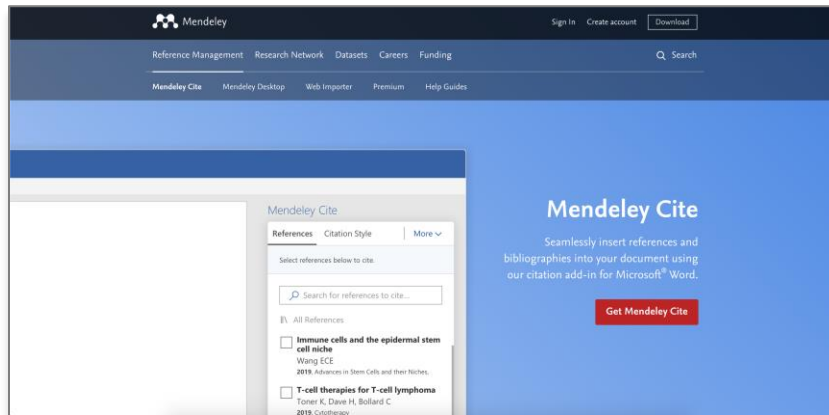 Mendeley
Sign In Create account Download
Reference Management Research Network Datasets Careers Funding Search
Mendeley Cite Mendeley Desktop Web Importer Premium Help Guides
Mendeley Cite
References Citation Style More
Select references below to cite.
Search for references to cite...
All References
Immune cells and the epidermal stem
cell niche
Wang ECE
2019. Advances in Stem Cells and their Niches,
T-cell therapies for T-cell lymphoma
Toner K, Dave H, Bollard C
2019. Cytotherapy
Mendeley Cite
Seamlessly insert references and
bibliographies into your document using
our citation add-in for Microsoft® Word.
Get Mendeley Cite